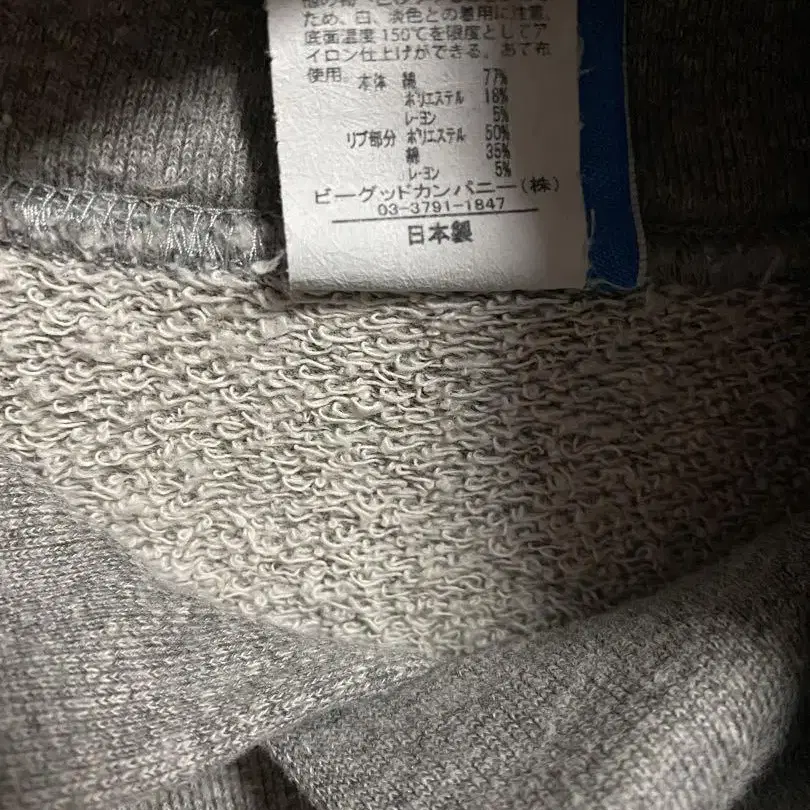 ため、白、淡色との着用に注意。
底面温度150℃を限度としてア
イロン仕上げができる。あて布
使用。
本体 綿 77%
ポリエステル 18%
レーヨン 5%
リブ部分 ポリエステル 50%
綿 35%
レーヨン 5%
ビーグッドカンパニー(株)
03-3791-1847
日本製